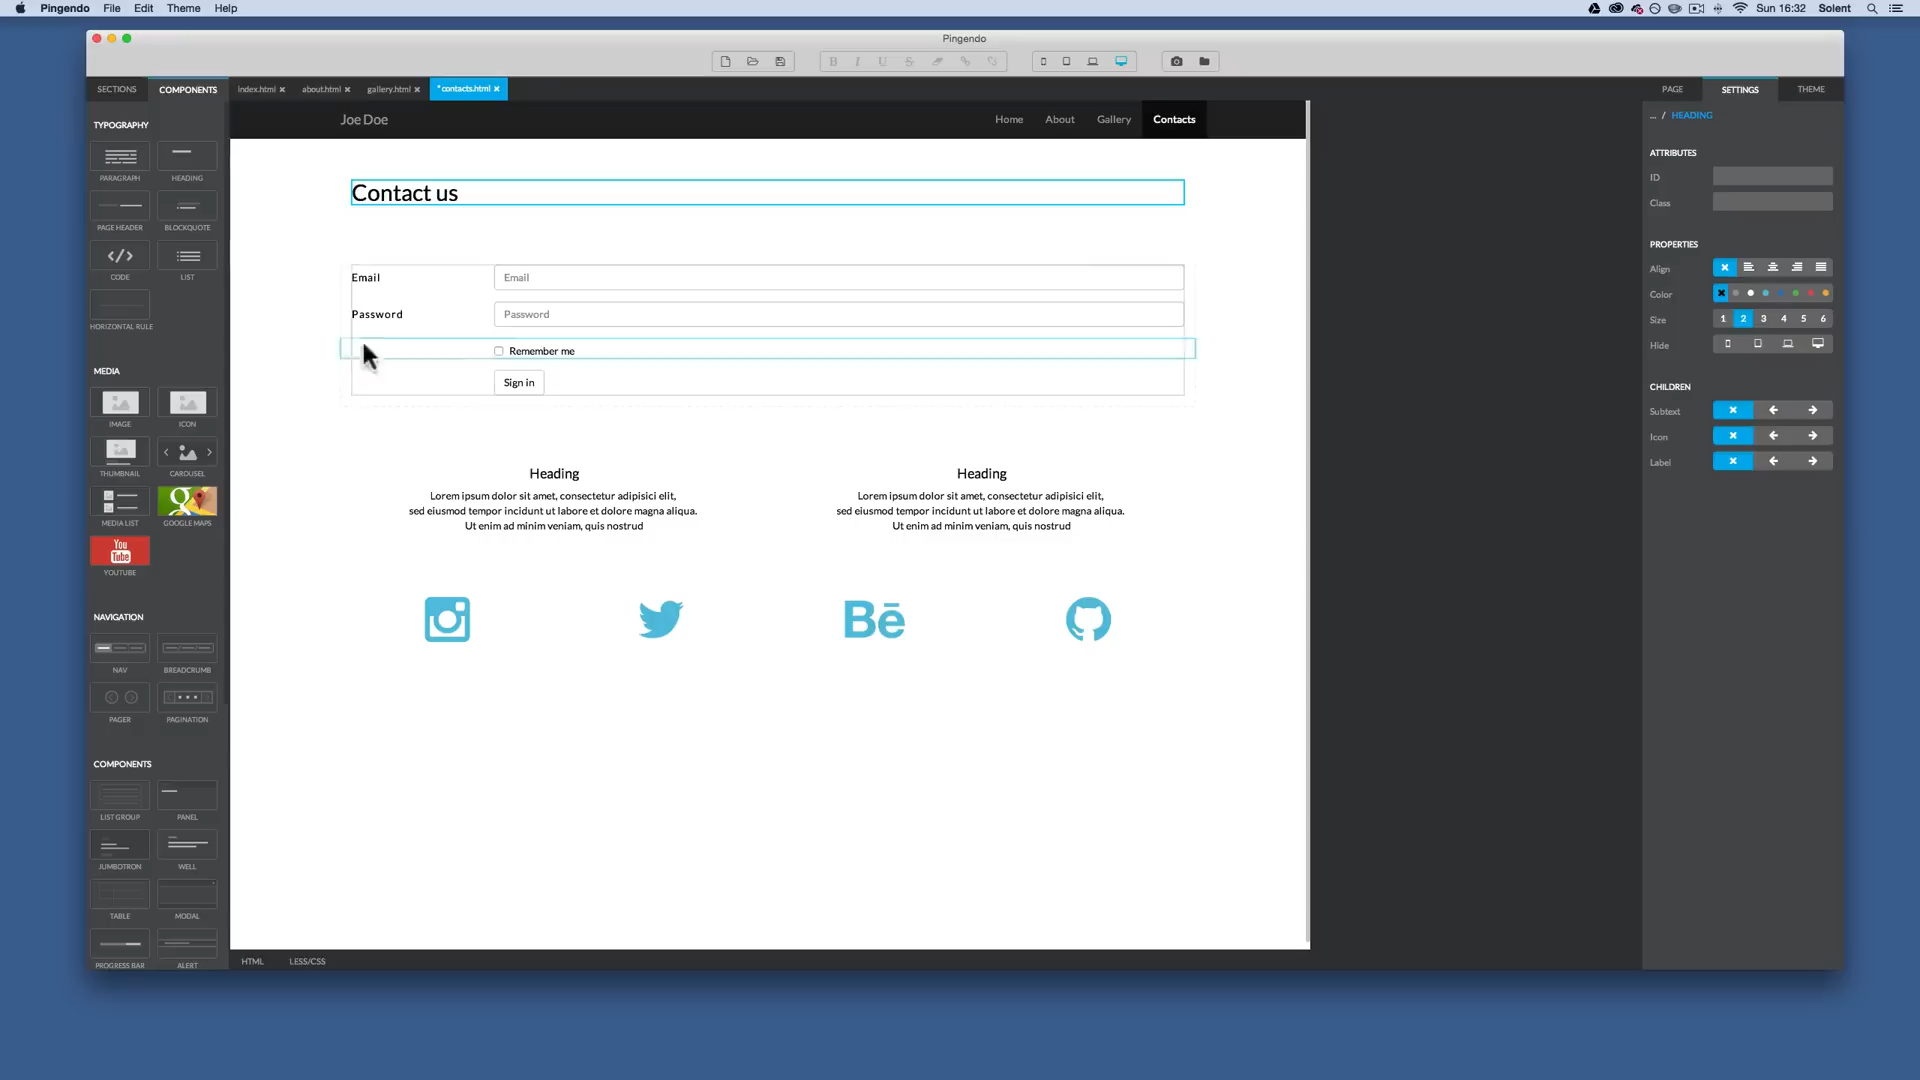 Pingendo File Edit Theme Help Sun 16:32 Solent
Pingendo
B I U S
SECTIONS COMPONENTS index.html about.html gallery.html *contacts.html PAGE SETTINGS THEME
Joe Doe Home About Gallery Contacts
... / HEADING
TYPOGRAPHY
PARAGRAPH HEADING
PAGE HEADER BLOCKQUOTE
CODE LIST
HORIZONTAL RULE
MEDIA
IMAGE ICON
THUMBNAIL CAROUSEL
g
MEDIA LIST GOOGLE MAPS
You
Tube
YOUTUBE
NAVIGATION
NAV BREADCRUMB
PAGER PAGINATION
COMPONENTS
LIST GROUP PANEL
JUMBOTRON WELL
TABLE MODAL
PROGRESS BAR ALERT
Contact us
Email Email
Password Password
Remember me
Sign in
Heading
Lorem ipsum dolor sit amet, consectetur adipisici elit,
sed eiusmod tempor incidunt ut labore et dolore magna aliqua.
Ut enim ad minim veniam, quis nostrud
Heading
Lorem ipsum dolor sit amet, consectetur adipisici elit,
sed eiusmod tempor incidunt ut labore et dolore magna aliqua.
Ut enim ad minim veniam, quis nostrud
Bē
HTML LESS/CSS
ATTRIBUTES
ID
Class
PROPERTIES
Align
Color
Size 1 2 3 4 5 6
Hide
CHILDREN
Subtext
Icon
Label